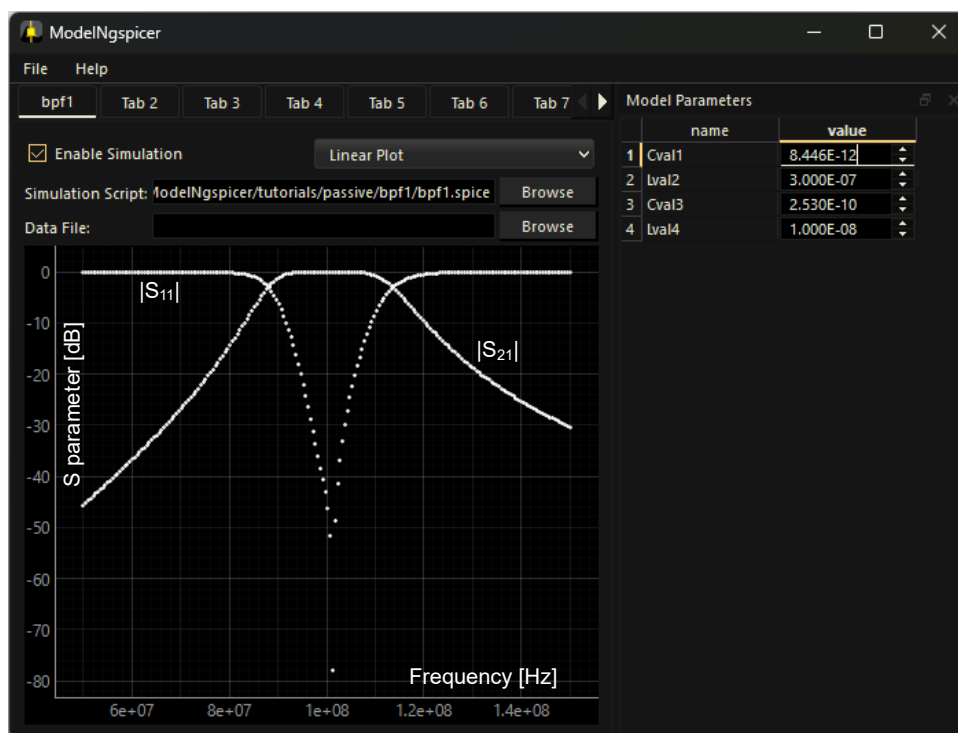 ModelNgspicer
File Help
bpf1 Tab 2 Tab 3 Tab 4 Tab 5 Tab 6 Tab 7
Enable Simulation Linear Plot
Simulation Script: ModelNgspicer/tutorials/passive/bpf1/bpf1.spice Browse
Data File: Browse
0
-10
-20
-30
-40
-50
-60
-70
-80
S parameter [dB]
|S₁₁|
|S₂₁|
Frequency [Hz]
6e+07 8e+07 1e+08 1.2e+08 1.4e+08
Model Parameters
name value
1 Cval1 8.446E-12
2 Lval2 3.000E-07
3 Cval3 2.530E-10
4 Lval4 1.000E-08